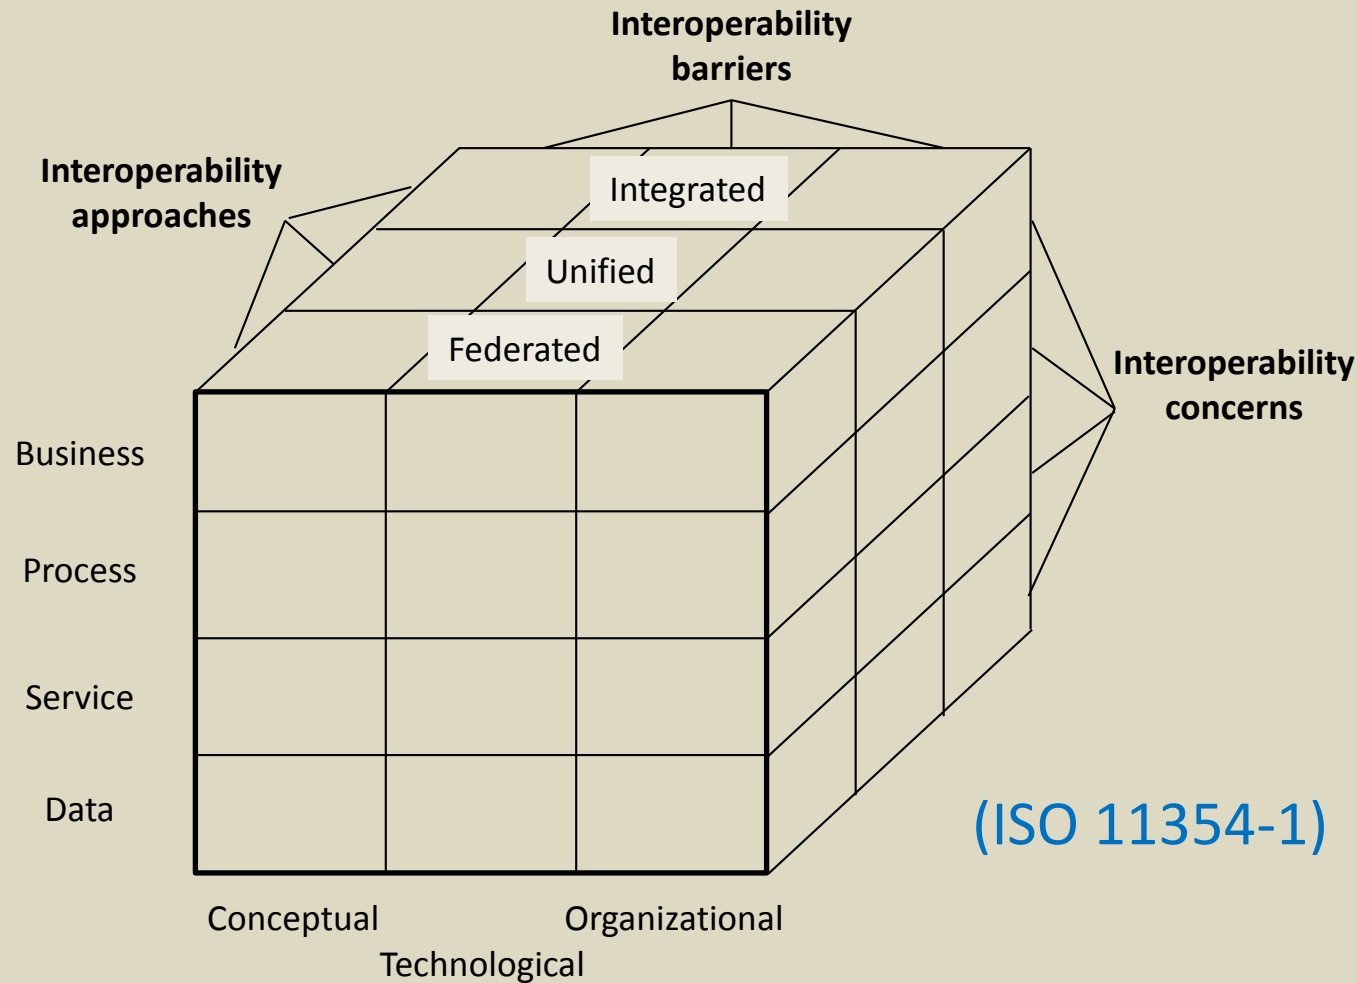 Interoperability
barriers
Interoperability
approaches
Integrated
Unified
Federated
Interoperability
concerns
Business
Process
Service
Data
(ISO 11354-1)
Conceptual
Organizational
Technological